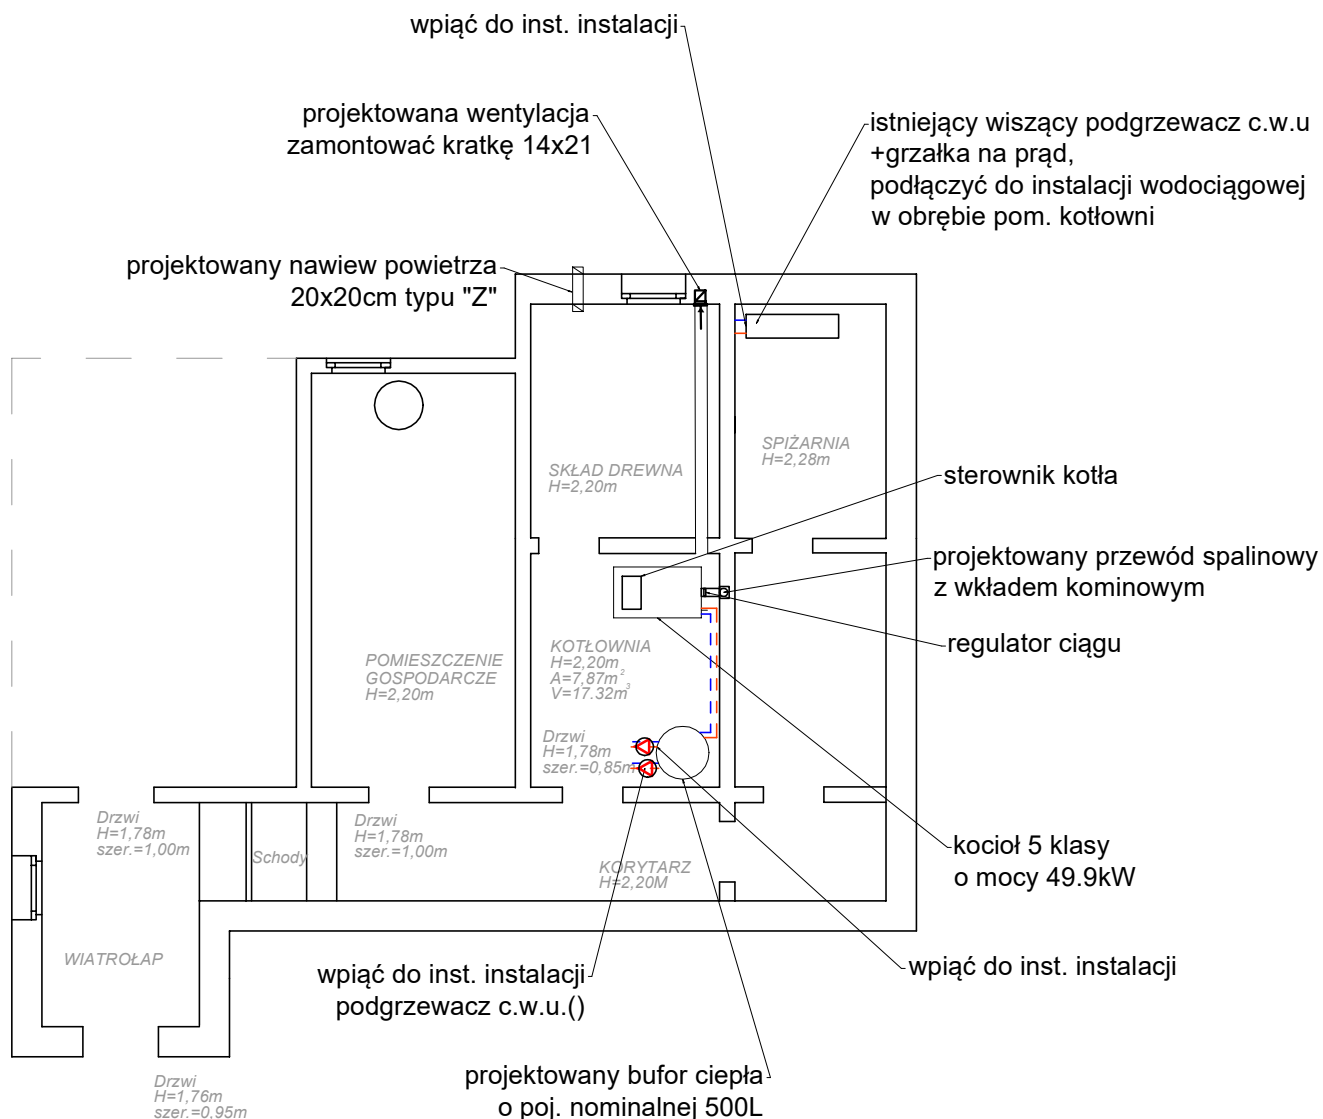 wpiąć do inst. instalacji
projektowana wentylacja
zamontować kratkę 14x21
istniejący wiszący podgrzewacz c.w.u
+grzałka na prąd,
podłączyć do instalacji wodociągowej
w obrębie pom. kotłowni
projektowany nawiew powietrza
20x20cm typu "Z"
SPIŻARNIA
H=2,28m
SKŁAD DREWNA
H=2,20m
sterownik kotła
projektowany przewód spalinowy
z wkładem kominowym
regulator ciągu
POMIESZCZENIE
GOSPODARCZE
H=2,20m
KOTŁOWNIA
H=2,20m
A=7,87m²
V=17.32m³
Drzwi
H=1,78m
szer.=0,85m
Drzwi
H=1,78m
szer.=1,00m
Schody
Drzwi
H=1,78m
szer.=1,00m
KORYTARZ
H=2,20M
kocioł 5 klasy
o mocy 49.9kW
WIATROŁAP
wpiąć do inst. instalacji
podgrzewacz c.w.u.()
wpiąć do inst. instalacji
projektowany bufor ciepła
o poj. nominalnej 500L
Drzwi
H=1,76m
szer.=0,95m